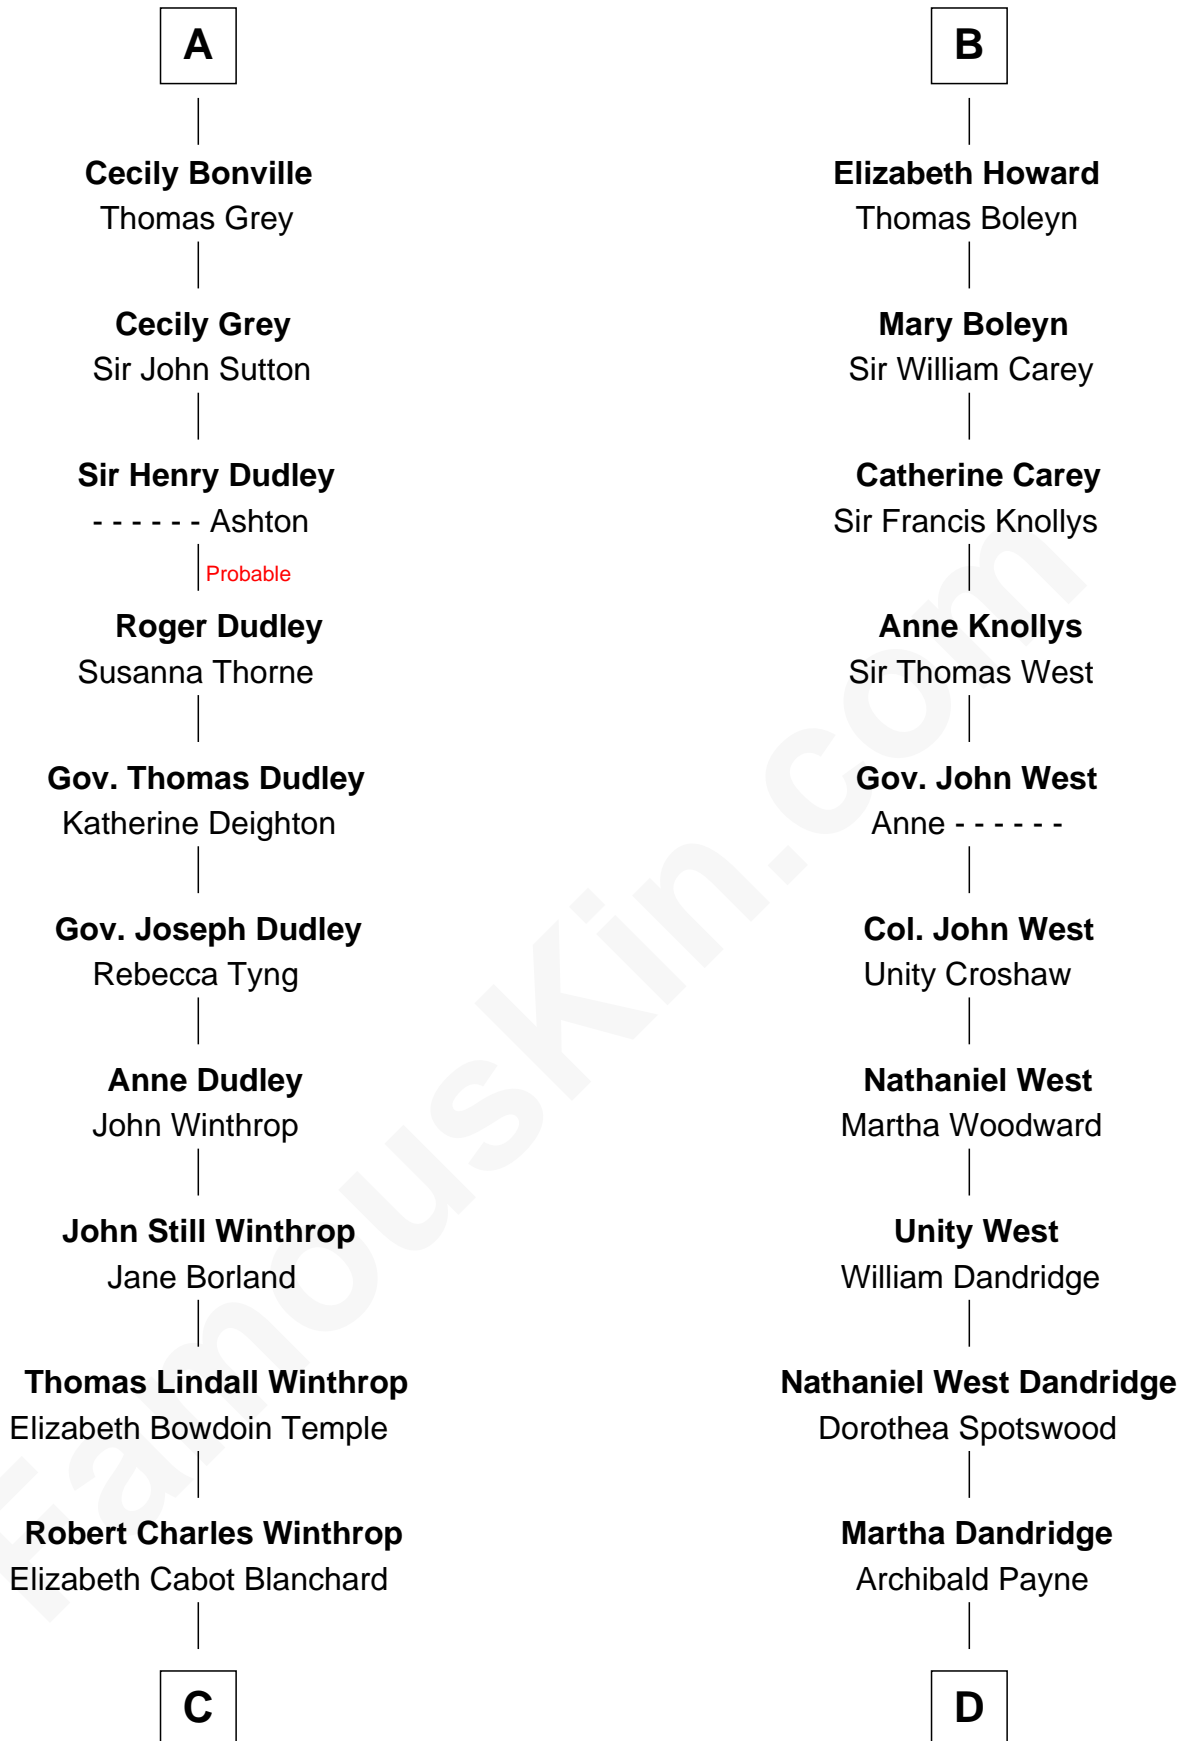 A
Cecily Bonville
Thomas Grey
Cecily Grey
Sir John Sutton
Sir Henry Dudley
- - - - - - Ashton
Probable
Roger Dudley
Susanna Thorne
Gov. Thomas Dudley
Katherine Deighton
Gov. Joseph Dudley
Rebecca Tyng
Anne Dudley
John Winthrop
John Still Winthrop
Jane Borland
Thomas Lindall Winthrop
Elizabeth Bowdoin Temple
Robert Charles Winthrop
Elizabeth Cabot Blanchard
C
B
Elizabeth Howard
Thomas Boleyn
Mary Boleyn
Sir William Carey
Catherine Carey
Sir Francis Knollys
Anne Knollys
Sir Thomas West
Gov. John West
Anne - - - - - -
Col. John West
Unity Croshaw
Nathaniel West
Martha Woodward
Unity West
William Dandridge
Nathaniel West Dandridge
Dorothea Spotswood
Martha Dandridge
Archibald Payne
D
FamousKin.com